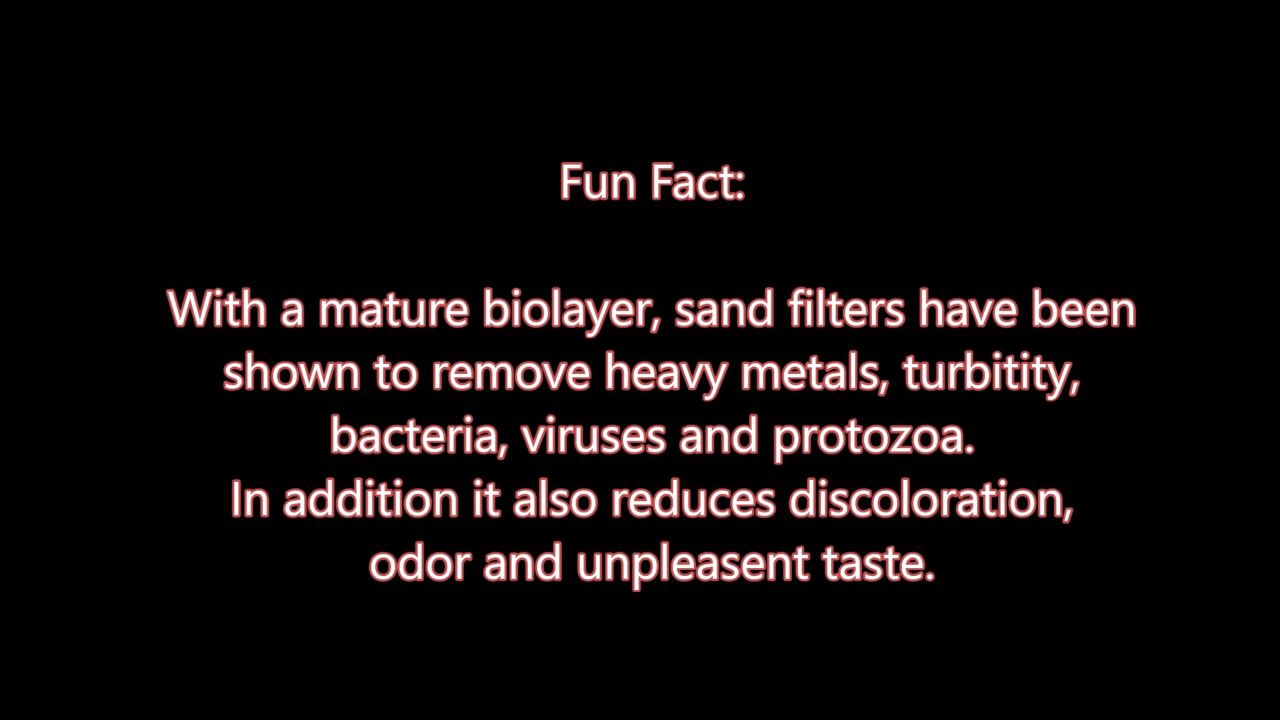 Fun Fact:
With a mature biolayer, sand filters have been
shown to remove heavy metals, turbitity,
bacteria, viruses and protozoa.
In addition it also reduces discoloration,
odor and unpleasent taste.